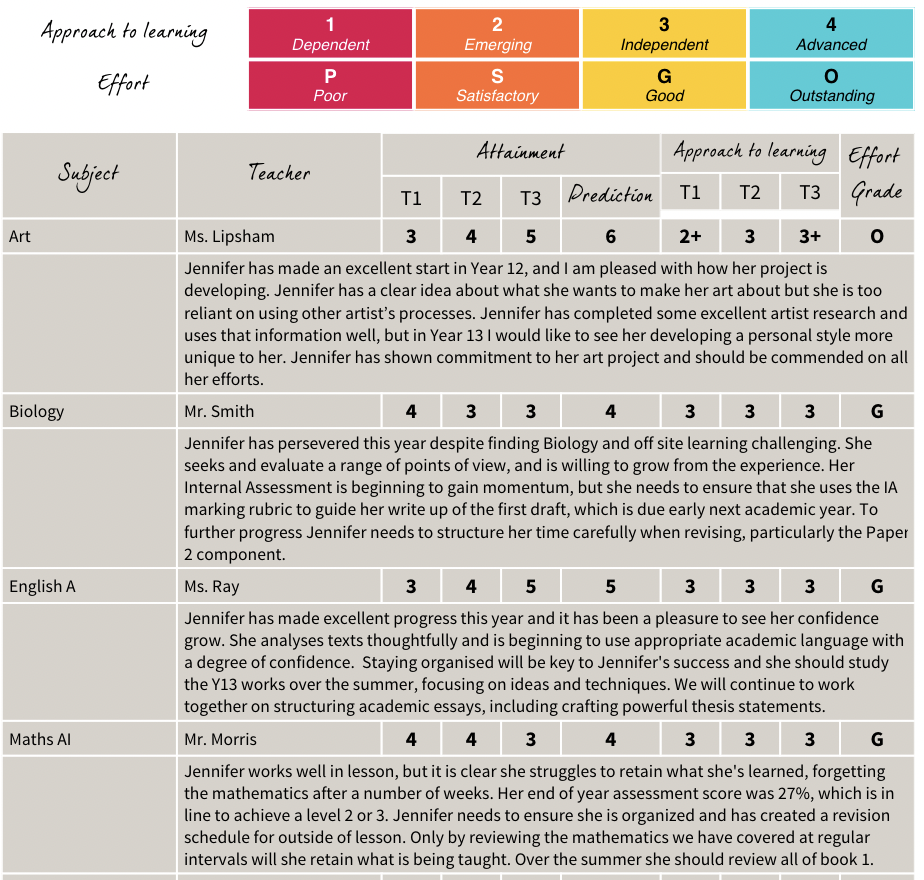 Approach to learning
1 2 3 4
Dependent Emerging Independent Advanced
Effort
P S G O
Poor Satisfactory Good Outstanding
Subject Teacher Attainment Approach to learning Effort Grade
T1 T2 T3 Prediction T1 T2 T3
Art Ms. Lipsham 3 4 5 6 2+ 3 3+ O
Jennifer has made an excellent start in Year 12, and I am pleased with how her project is
developing. Jennifer has a clear idea about what she wants to make her art about but she is too
reliant on using other artist’s processes. Jennifer has completed some excellent artist research and
uses that information well, but in Year 13 I would like to see her developing a personal style more
unique to her. Jennifer has shown commitment to her art project and should be commended on all
her efforts.
Biology Mr. Smith 4 3 3 4 3 3 3 G
Jennifer has persevered this year despite finding Biology and off site learning challenging. She
seeks and evaluate a range of points of view, and is willing to grow from the experience. Her
Internal Assessment is beginning to gain momentum, but she needs to ensure that she uses the IA
marking rubric to guide her write up of the first draft, which is due early next academic year. To
further progress Jennifer needs to structure her time carefully when revising, particularly the Paper
2 component.
English A Ms. Ray 3 4 5 5 3 3 3 G
Jennifer has made excellent progress this year and it has been a pleasure to see her confidence
grow. She analyses texts thoughtfully and is beginning to use appropriate academic language with
a degree of confidence.  Staying organised will be key to Jennifer's success and she should study
the Y13 works over the summer, focusing on ideas and techniques. We will continue to work
together on structuring academic essays, including crafting powerful thesis statements.
Maths AI Mr. Morris 4 4 3 4 3 3 3 G
Jennifer works well in lesson, but it is clear she struggles to retain what she's learned, forgetting
the mathematics after a number of weeks. Her end of year assessment score was 27%, which is in
line to achieve a level 2 or 3. Jennifer needs to ensure she is organized and has created a revision
schedule for outside of lesson. Only by reviewing the mathematics we have covered at regular
intervals will she retain what is being taught. Over the summer she should review all of book 1.